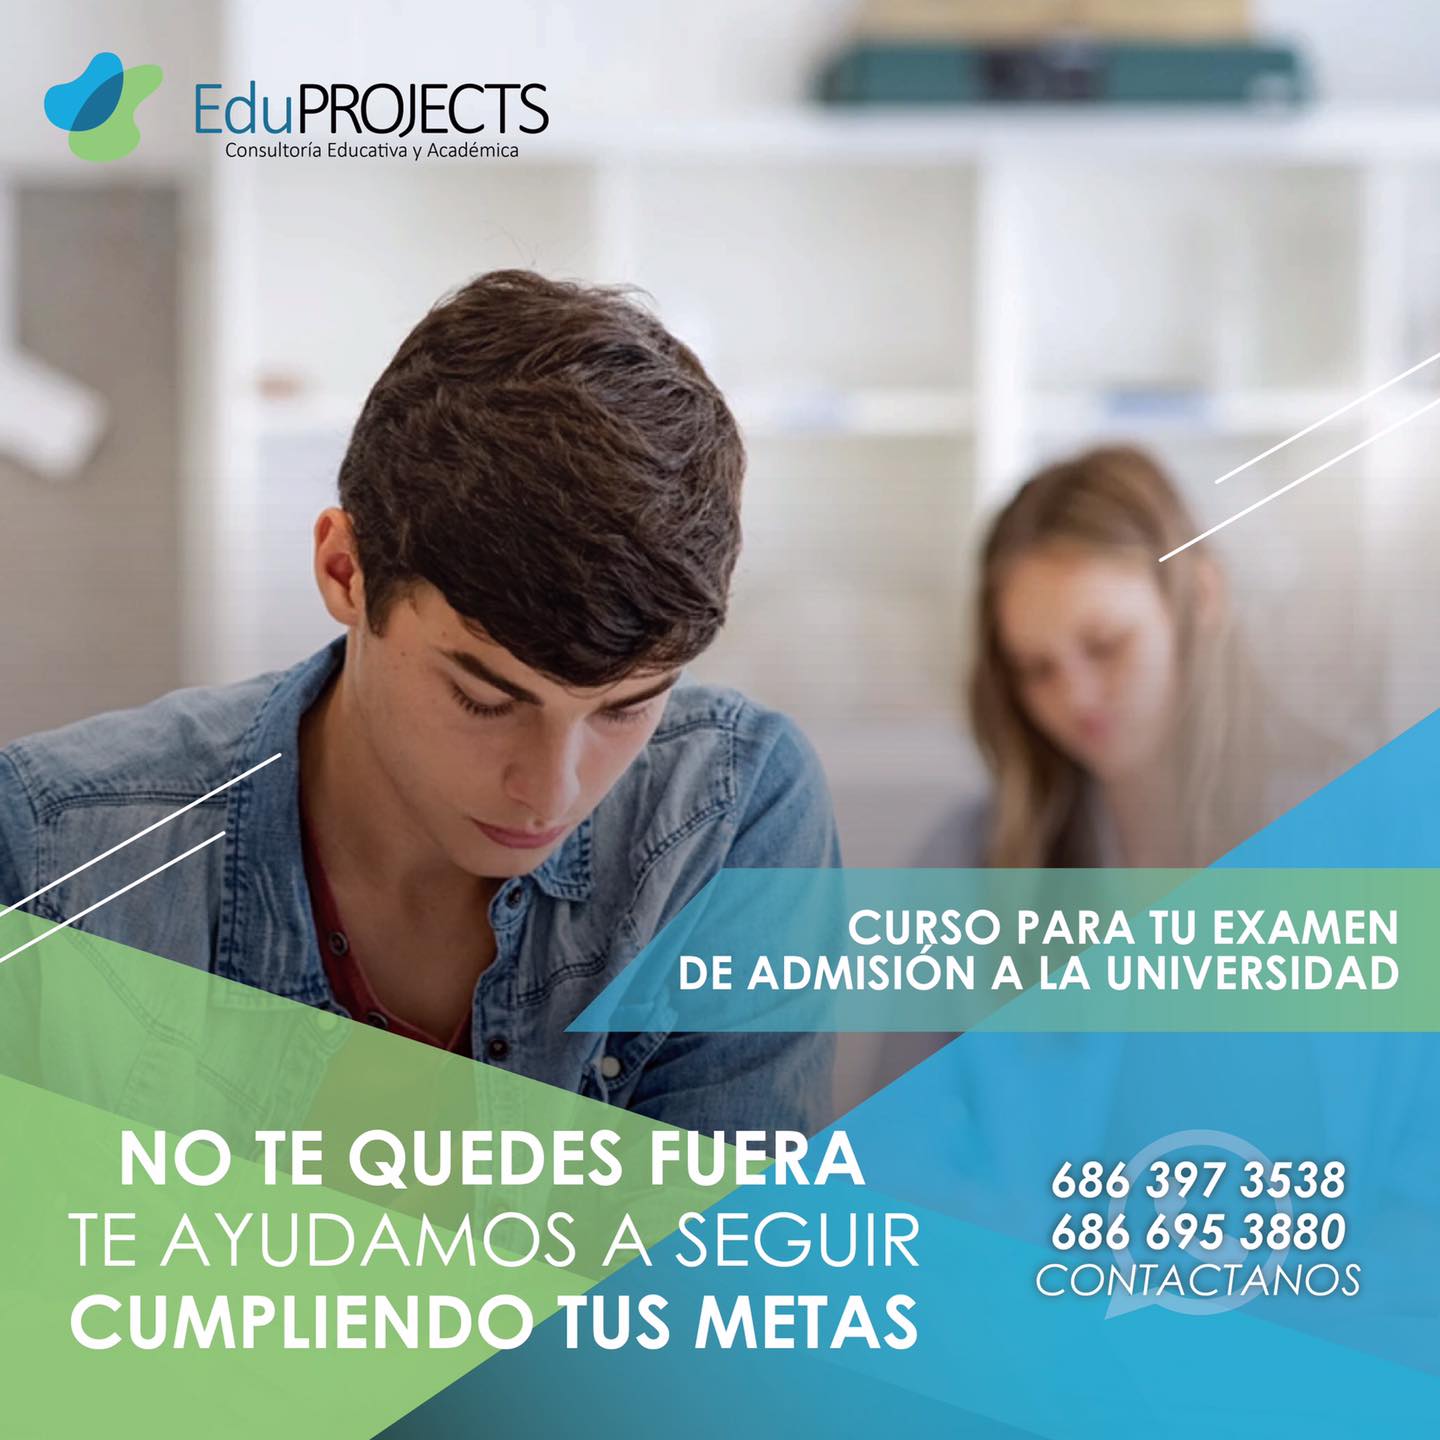 EduPROJECTS
Consultoría Educativa y Académica
CURSO PARA TU EXAMEN
DE ADMISIÓN A LA UNIVERSIDAD
NO TE QUEDES FUERA
TE AYUDAMOS A SEGUIR
CUMPLIENDO TUS METAS
686 397 3538
686 695 3880
CONTACTANOS